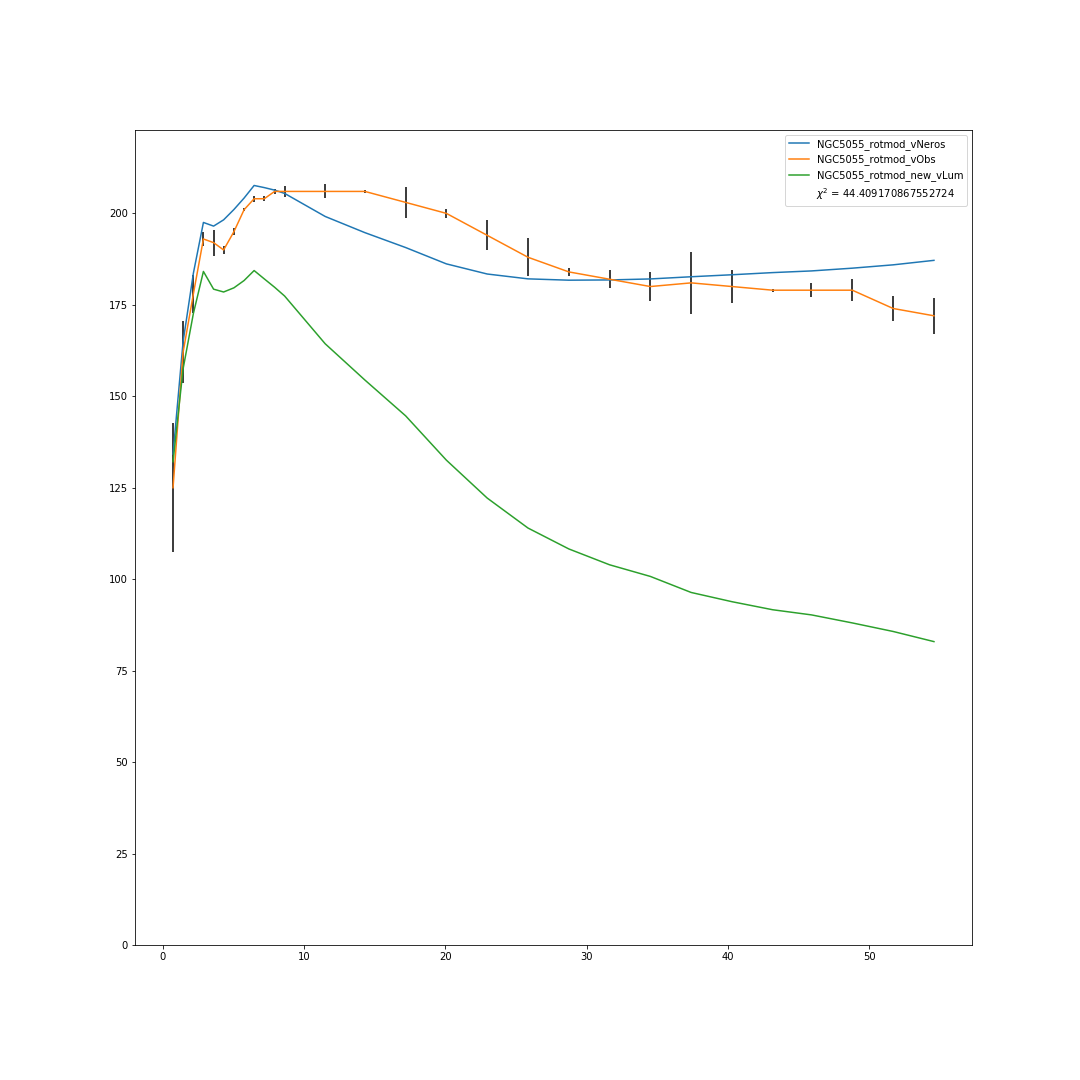 NGC5055_rotmod_vNeros
NGC5055_rotmod_vObs
NGC5055_rotmod_new_vLum
χ² = 44.409170867552724
200
175
150
125
100
75
50
25
0
0 10 20 30 40 50